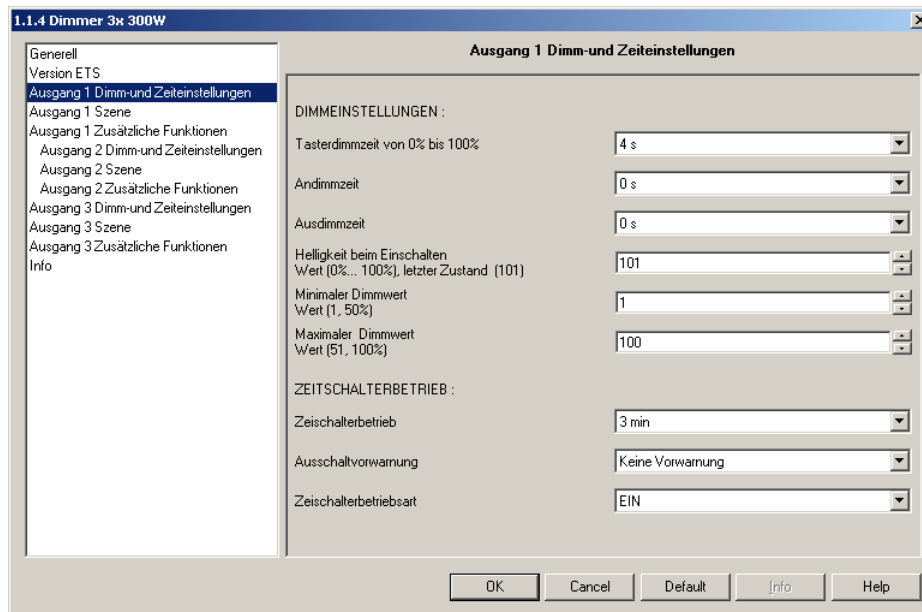 1.1.4 Dimmer 3x 300W
Generell
Version ETS
Ausgang 1 Dimm-und Zeiteinstellungen
Ausgang 1 Szene
Ausgang 1 Zusätzliche Funktionen
Ausgang 2 Dimm-und Zeiteinstellungen
Ausgang 2 Szene
Ausgang 2 Zusätzliche Funktionen
Ausgang 3 Dimm-und Zeiteinstellungen
Ausgang 3 Szene
Ausgang 3 Zusätzliche Funktionen
Info
Ausgang 1 Dimm-und Zeiteinstellungen
DIMMEINSTELLUNGEN :
Tasterdimmzeit von 0% bis 100%
4 s
Andimmzeit
0 s
Ausdimmzeit
0 s
Helligkeit beim Einschalten
Wert (0%... 100%), letzter Zustand (101)
101
Minimaler Dimmwert
Wert (1, 50%)
1
Maximaler Dimmwert
Wert (51, 100%)
100
ZEITSCHALTERBETRIEB :
Zeischalterbetrieb
3 min
Ausschaltvorwarnung
Keine Vorwarnung
Zeischalterbetriebsart
EIN
OK
Cancel
Default
Info
Help